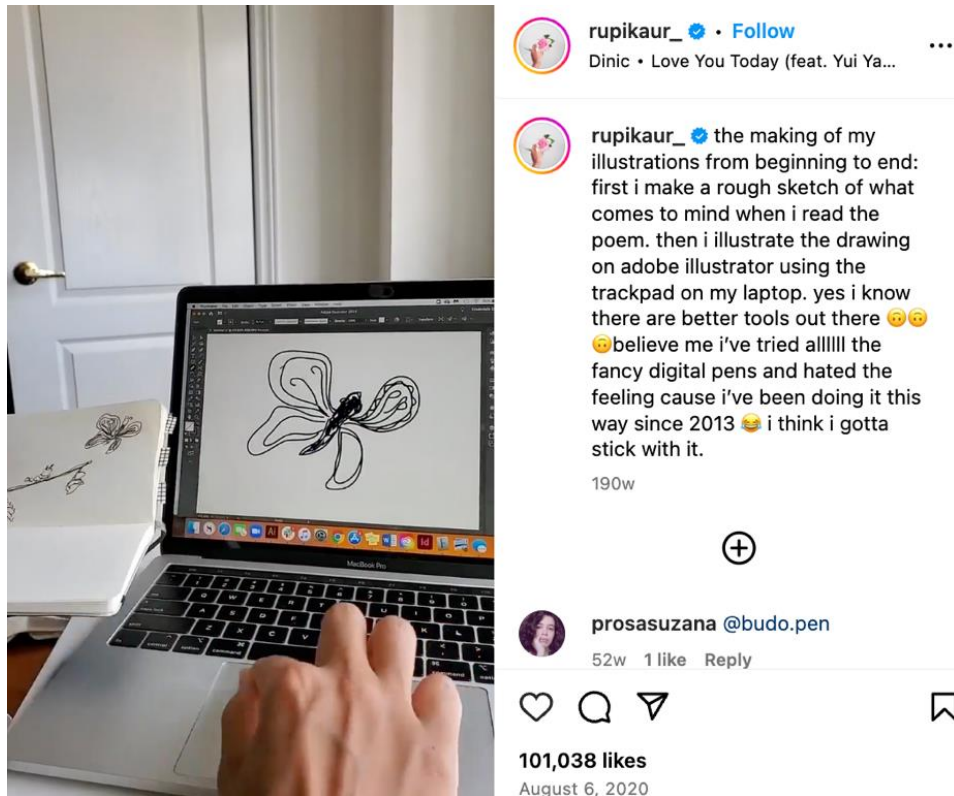 rupikaur_ • Follow
Dinic • Love You Today (feat. Yui Ya...
rupikaur_ the making of my
illustrations from beginning to end:
first i make a rough sketch of what
comes to mind when i read the
poem. then i illustrate the drawing
on adobe illustrator using the
trackpad on my laptop. yes i know
there are better tools out there 🙃🙃
🙃believe me i've tried allllll the
fancy digital pens and hated the
feeling cause i've been doing it this
way since 2013 😂 i think i gotta
stick with it.
190w
prosasuzana @budo.pen
52w 1 like Reply
101,038 likes
August 6, 2020
MacBook Pro